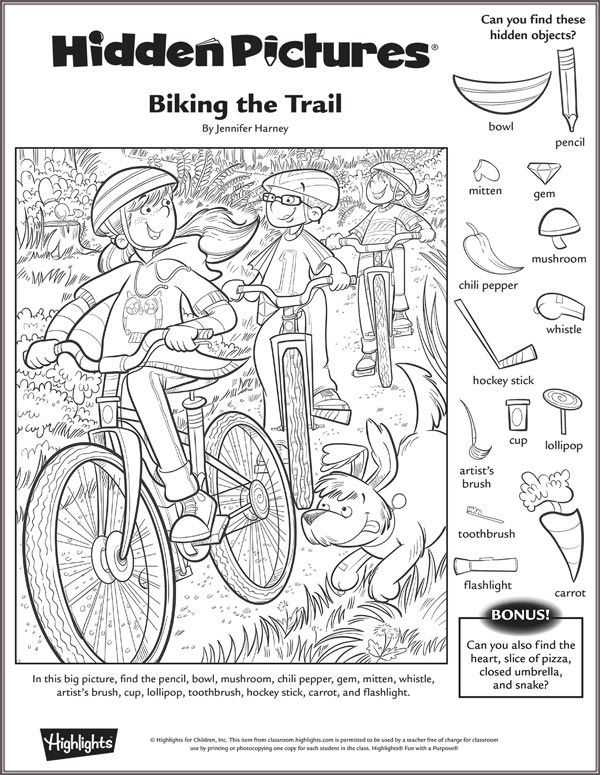 Hidden Pictures®
Biking the Trail
By Jennifer Harney
Can you find these
hidden objects?
bowl
pencil
mitten
gem
mushroom
chili pepper
whistle
hockey stick
cup
lollipop
artist's
brush
toothbrush
flashlight
carrot
BONUS!
Can you also find the
heart, slice of pizza,
closed umbrella,
and snake?
In this big picture, find the pencil, bowl, mushroom, chili pepper, gem, mitten, whistle,
artist's brush, cup, lollipop, toothbrush, hockey stick, carrot, and flashlight.
Highlights
© Highlights for Children, Inc. This item from classroom.highlights.com is permitted to be used by a teacher free of charge for classroom
use by printing or photocopying one copy for each student in the class. Highlights® Fun with a Purpose®